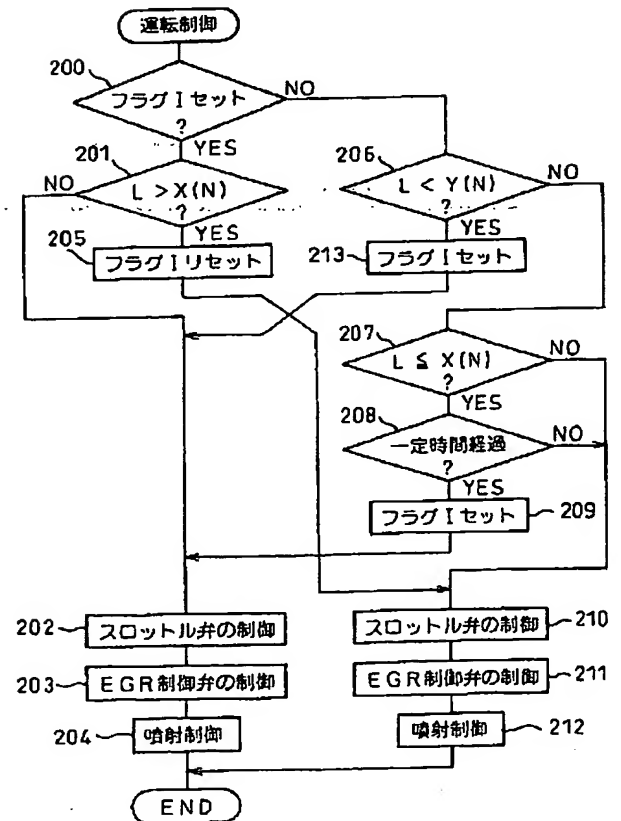 運転制御
200
フラグⅠセット
?
NO
YES
201
L > X(N)
?
NO
YES
205
フラグⅠリセット
206
L < Y(N)
?
NO
YES
213
フラグⅠセット
207
L ≦ X(N)
?
NO
YES
208
一定時間経過
?
NO
YES
フラグⅠセット
209
202
スロットル弁の制御
203
EGR制御弁の制御
204
噴射制御
スロットル弁の制御
210
EGR制御弁の制御
211
噴射制御
212
END